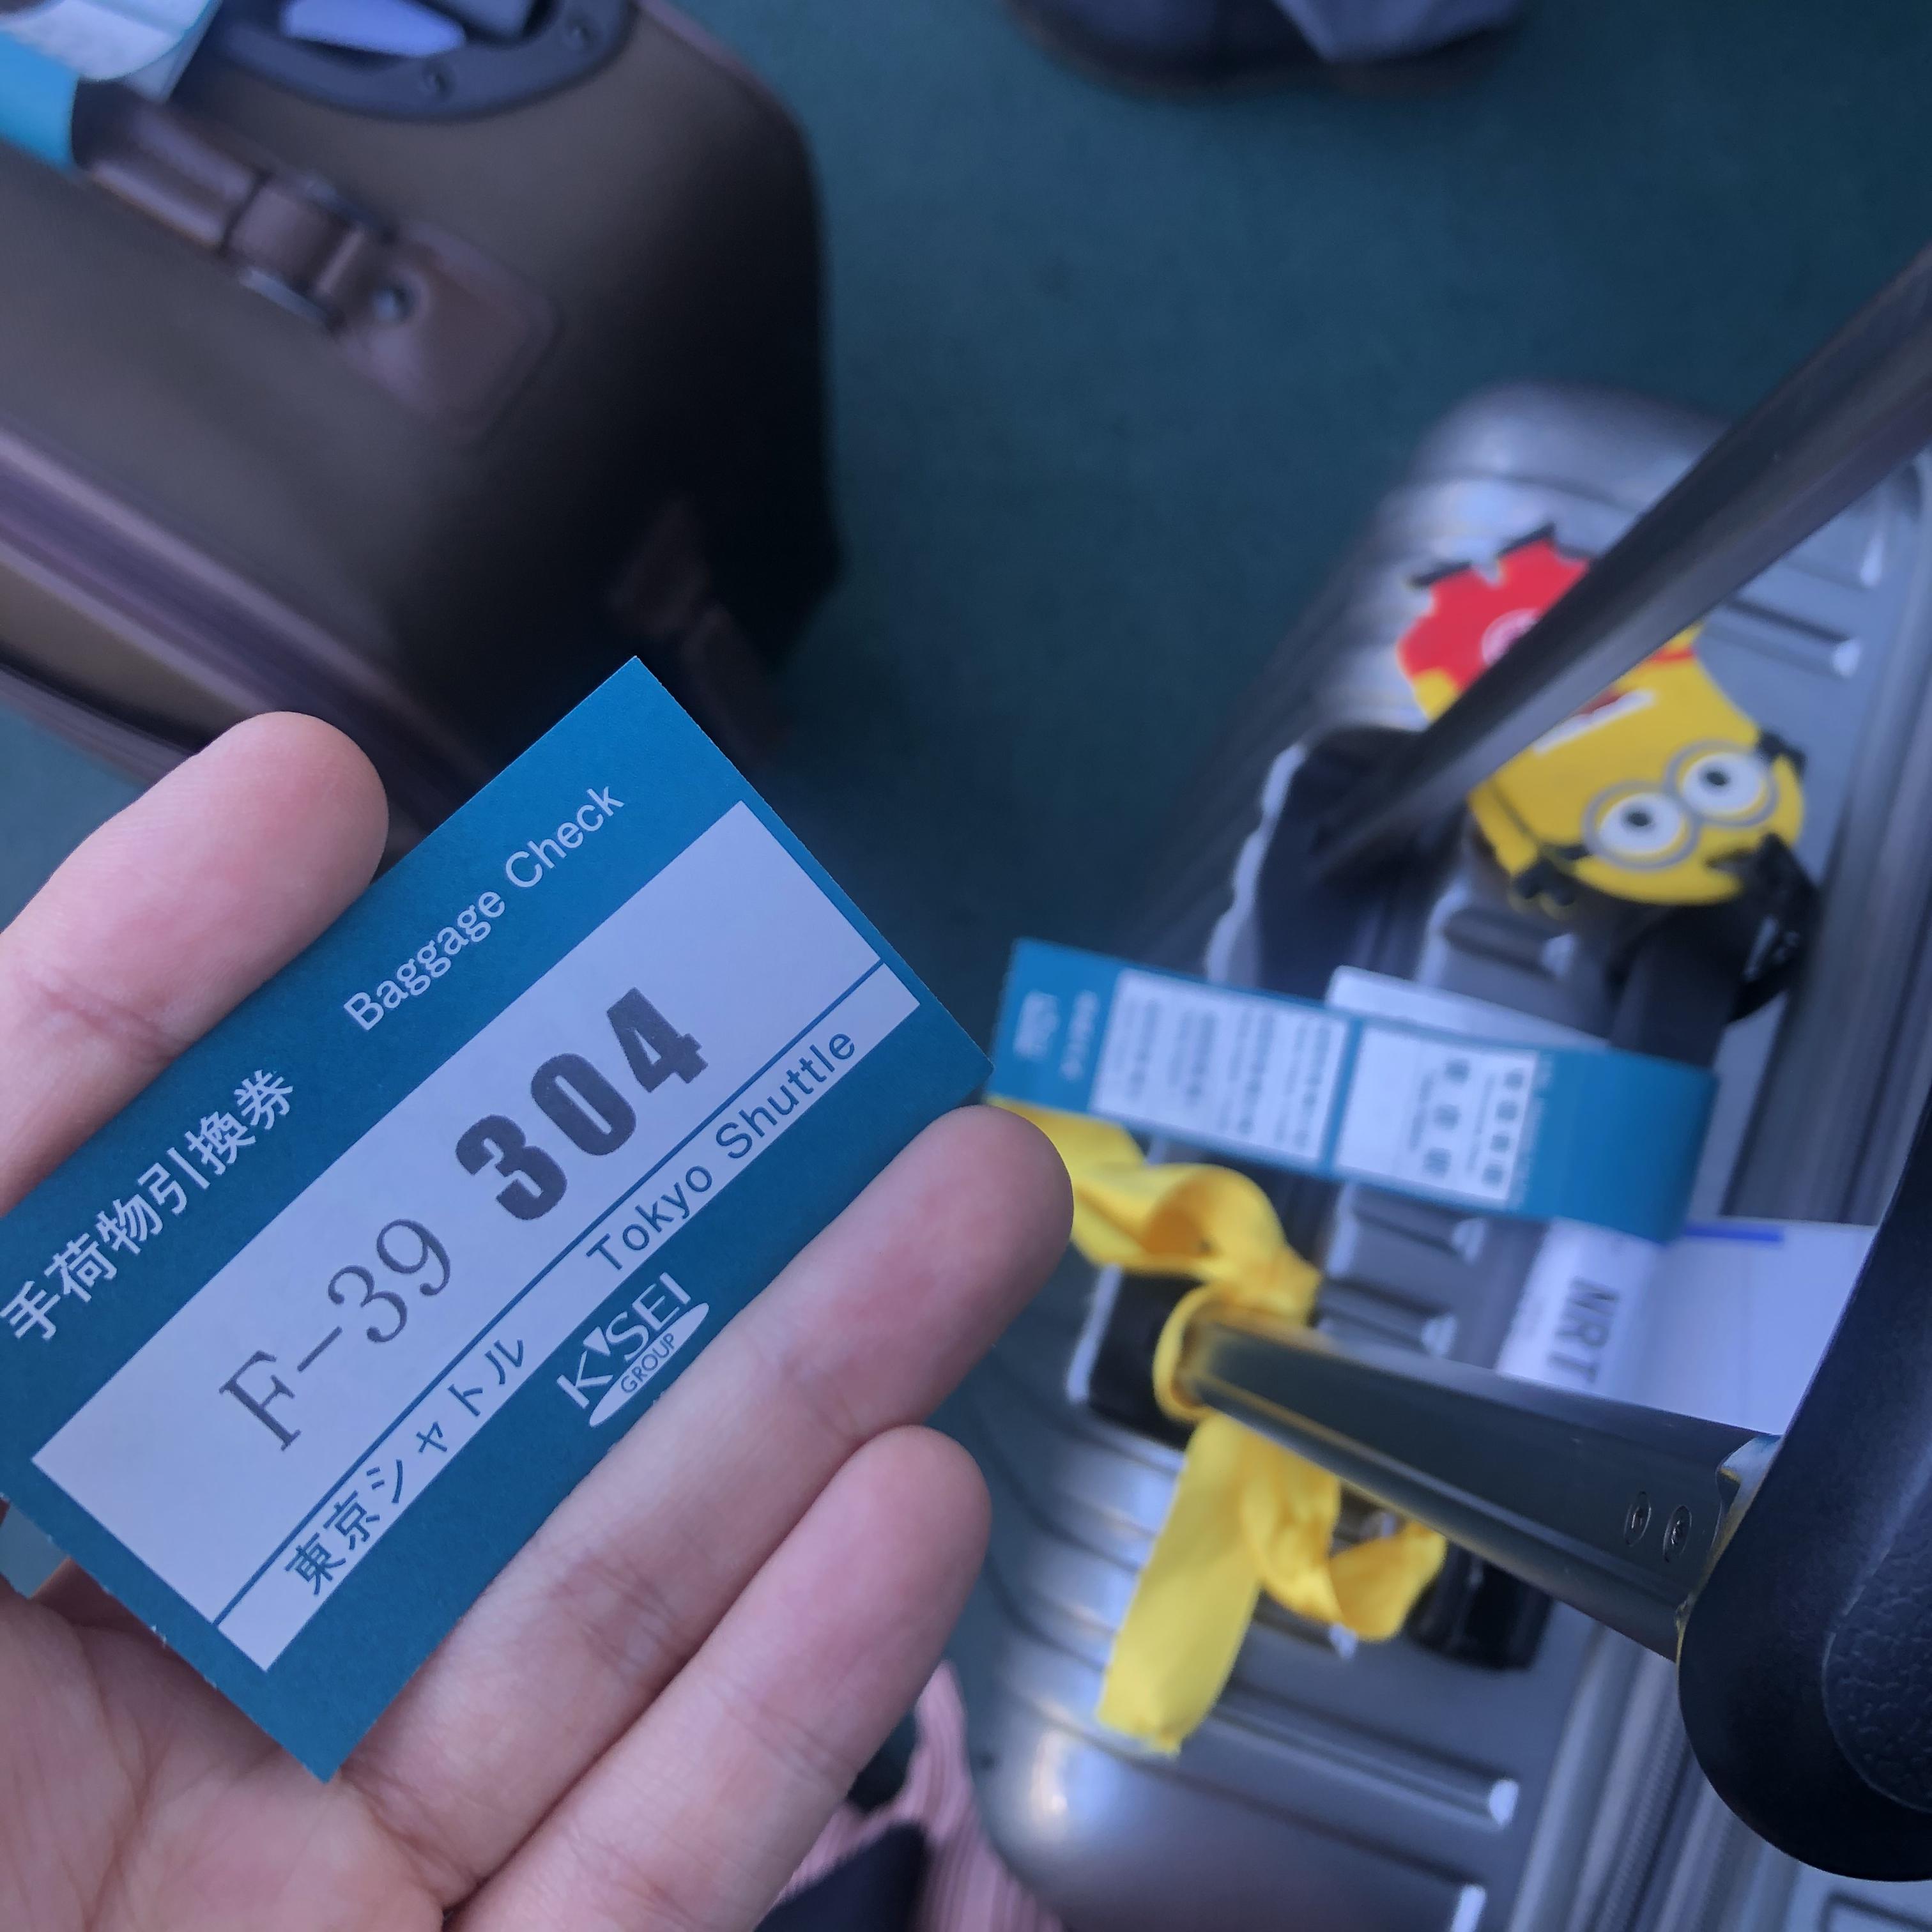 手荷物引換券 Baggage Check
F-39 304
東京シャトル Tokyo Shuttle
K'SEI
GROUP
NRT